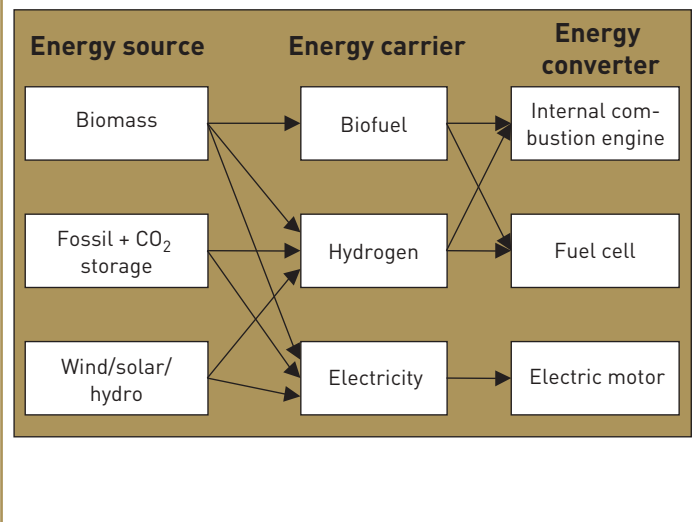 Energy source
Energy carrier
Energy
converter
Biomass
Biofuel
Internal com-
bustion engine
Fossil + CO₂
storage
Hydrogen
Fuel cell
Wind/solar/
hydro
Electricity
Electric motor